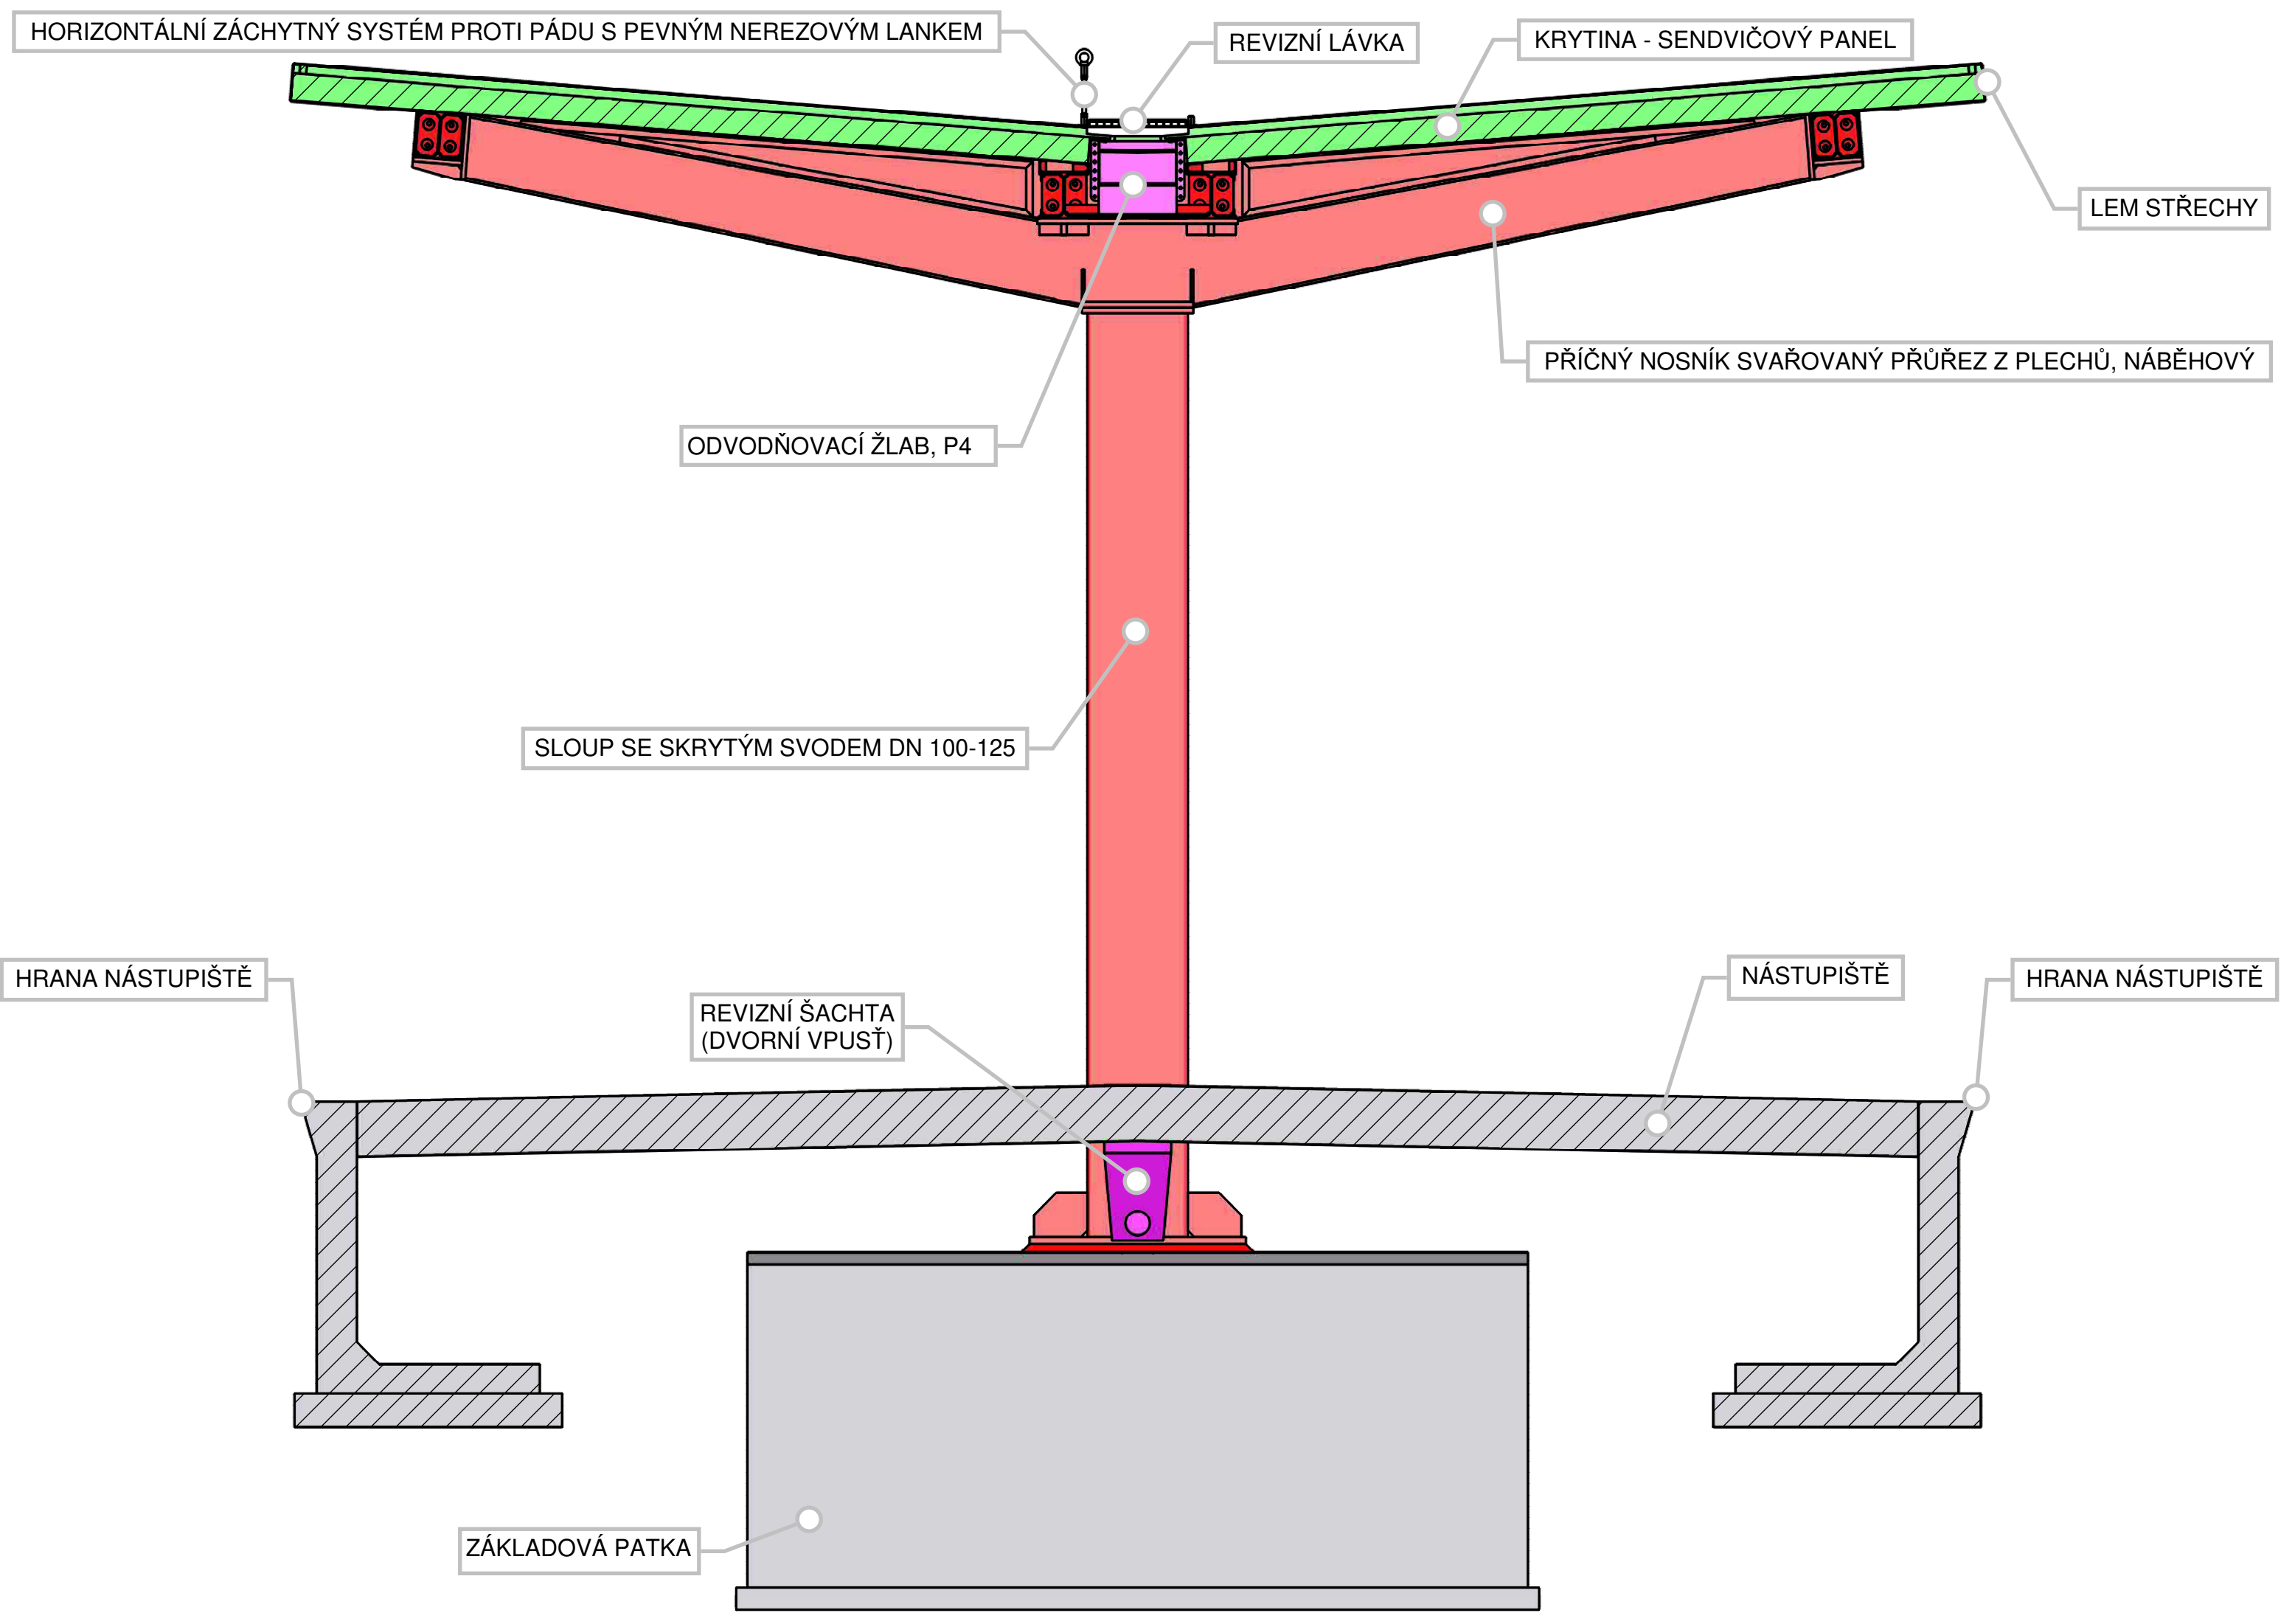 HORIZONTÁLNÍ ZÁCHYTNÝ SYSTÉM PROTI PÁDU S PEVNÝM NEREZOVÝM LANKEM
REVIZNÍ LÁVKA
KRYTINA - SENDVIČOVÝ PANEL
LEM STŘECHY
PŘÍČNÝ NOSNÍK SVAŘOVANÝ PŘŮŘEZ Z PLECHŮ, NÁBĚHOVÝ
ODVODŇOVACÍ ŽLAB, P4
SLOUP SE SKRYTÝM SVODEM DN 100-125
HRANA NÁSTUPIŠTĚ
REVIZNÍ ŠACHTA
(DVORNÍ VPUSŤ)
NÁSTUPIŠTĚ
HRANA NÁSTUPIŠTĚ
ZÁKLADOVÁ PATKA